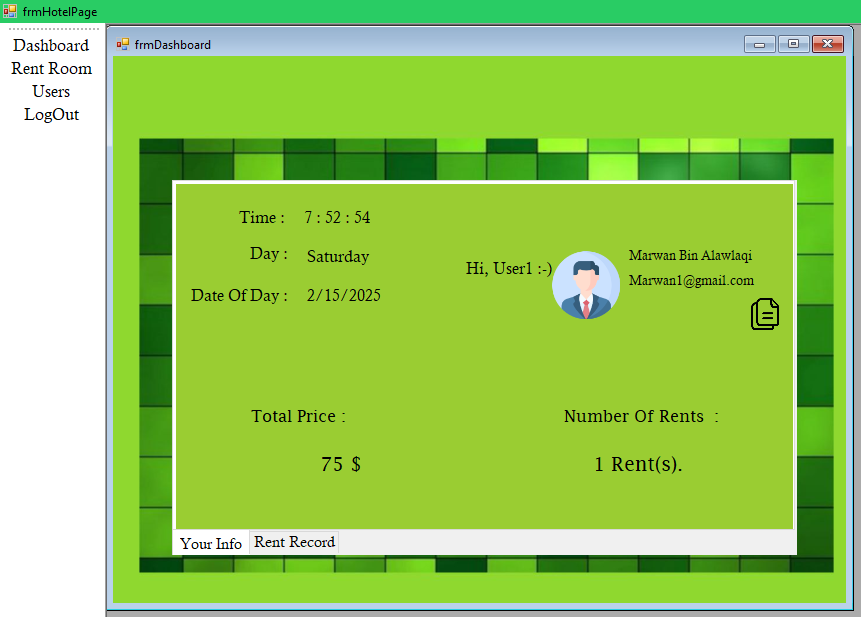 frmHotelPage
Dashboard
Rent Room
Users
LogOut
frmDashboard
Time : 7 : 52 : 54
Day : Saturday
Date Of Day : 2/15/2025
Hi, User1 :-)
Marwan Bin Alawlaqi
Marwan1@gmail.com
Total Price :
75 $
Number Of Rents :
1 Rent(s).
Your Info
Rent Record